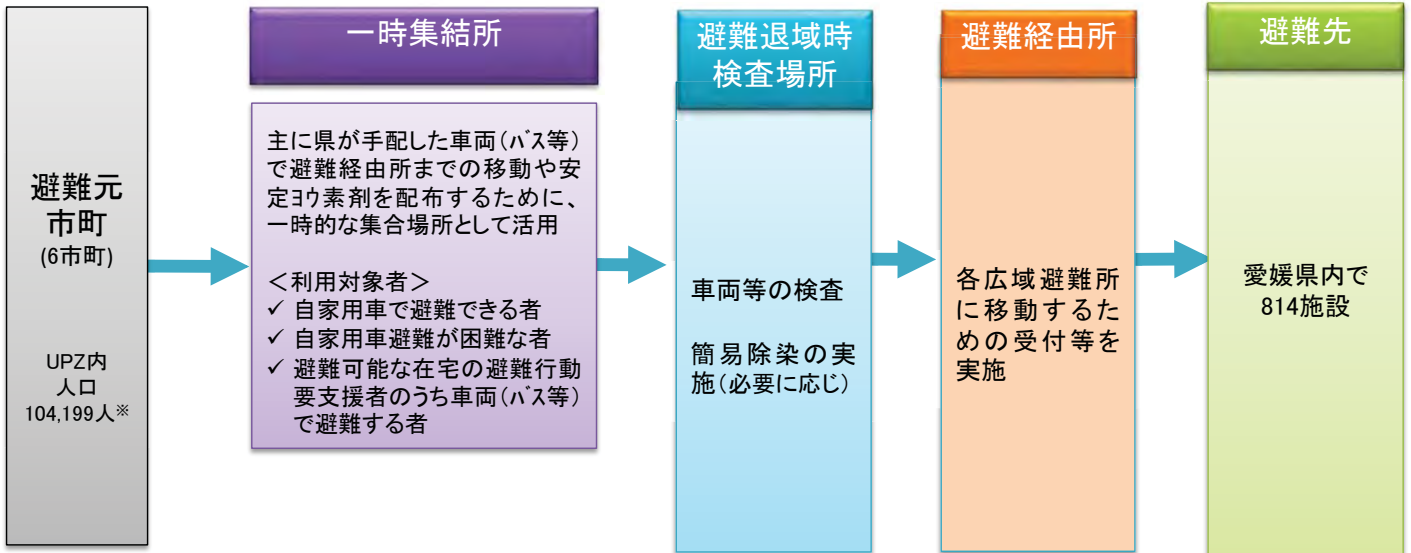 避難元
市町
(6市町)
UPZ内
人口
104,199人※
一時集結所
主に県が手配した車両(バス等)
で避難経由所までの移動や安
定ヨウ素剤を配布するために、
一時的な集合場所として活用
<利用対象者>
✓ 自家用車で避難できる者
✓ 自家用車避難が困難な者
✓ 避難可能な在宅の避難行動
要支援者のうち車両(バス等)
で避難する者
避難退域時
検査場所
車両等の検査
簡易除染の実
施(必要に応じ)
避難経由所
各広域避難所
に移動するた
めの受付等を
実施
避難先
愛媛県内で
814施設